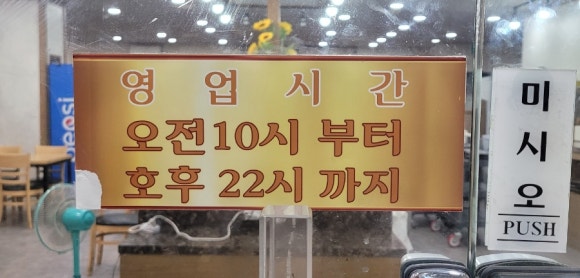 영 업 시 간
오전10시 부터
호후 22시 까지
미시오
PUSH
pepsi